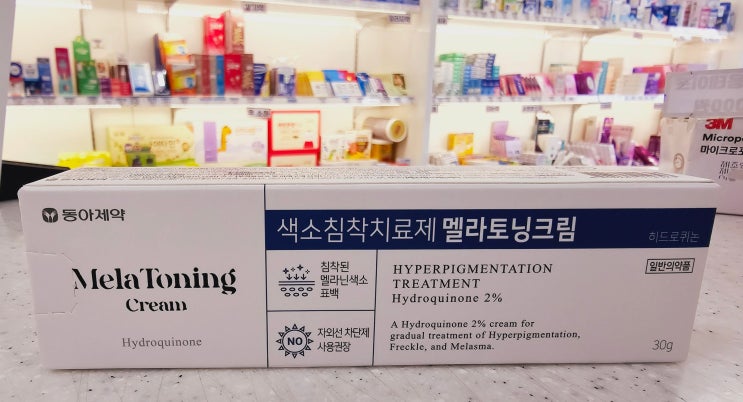 동아제약
MelaToning
Cream
Hydroquinone
색소침착치료제 멜라토닝크림
히드로퀴논
침착된
멜라닌색소
표백
HYPERPIGMENTATION
TREATMENT
Hydroquinone 2%
일반의약품
NO
자외선 차단제
사용권장
A Hydroquinone 2% cream for
gradual treatment of Hyperpigmentation,
Freckle, and Melasma.
30g
3M
Microp
마이크로포